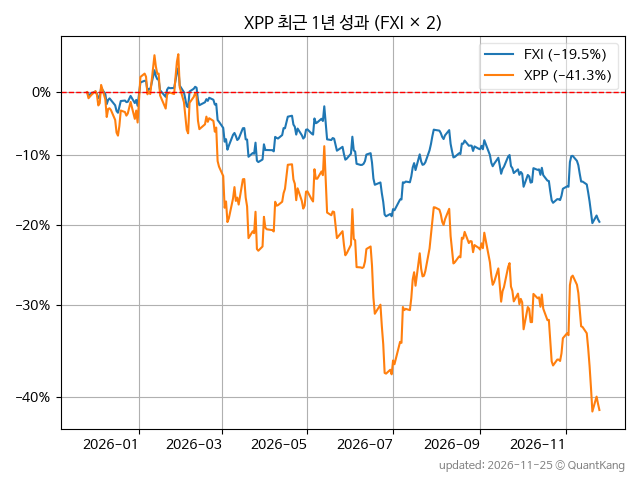 XPP 최근 1년 성과 (FXI × 2)
FXI (-19.5%)
XPP (-41.3%)
0%
-10%
-20%
-30%
-40%
2026-01
2026-03
2026-05
2026-07
2026-09
2026-11
updated: 2026-11-25 © QuantKang